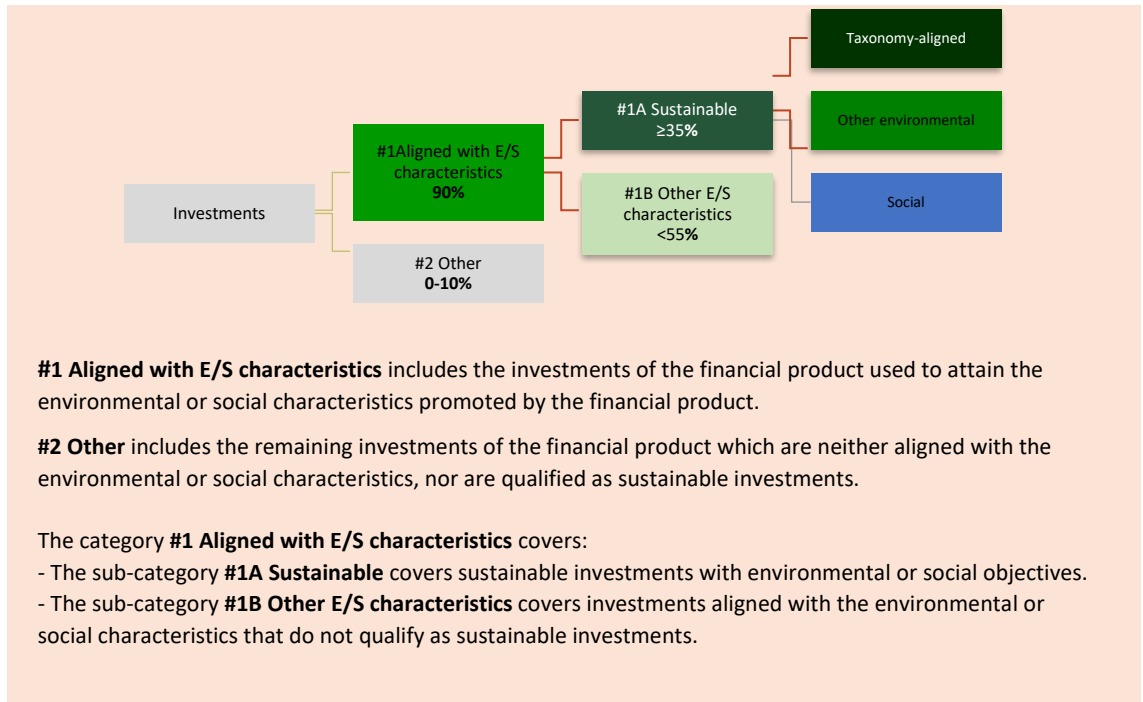 Taxonomy-aligned
#1A Sustainable
≥35%
Other environmental
#1Aligned with E/S
characteristics
90%
#1B Other E/S
characteristics
<55%
Social
Investments
#2 Other
0-10%
#1 Aligned with E/S characteristics includes the investments of the financial product used to attain the
environmental or social characteristics promoted by the financial product.
#2 Other includes the remaining investments of the financial product which are neither aligned with the
environmental or social characteristics, nor are qualified as sustainable investments.
The category #1 Aligned with E/S characteristics covers:
- The sub-category #1A Sustainable covers sustainable investments with environmental or social objectives.
- The sub-category #1B Other E/S characteristics covers investments aligned with the environmental or
social characteristics that do not qualify as sustainable investments.